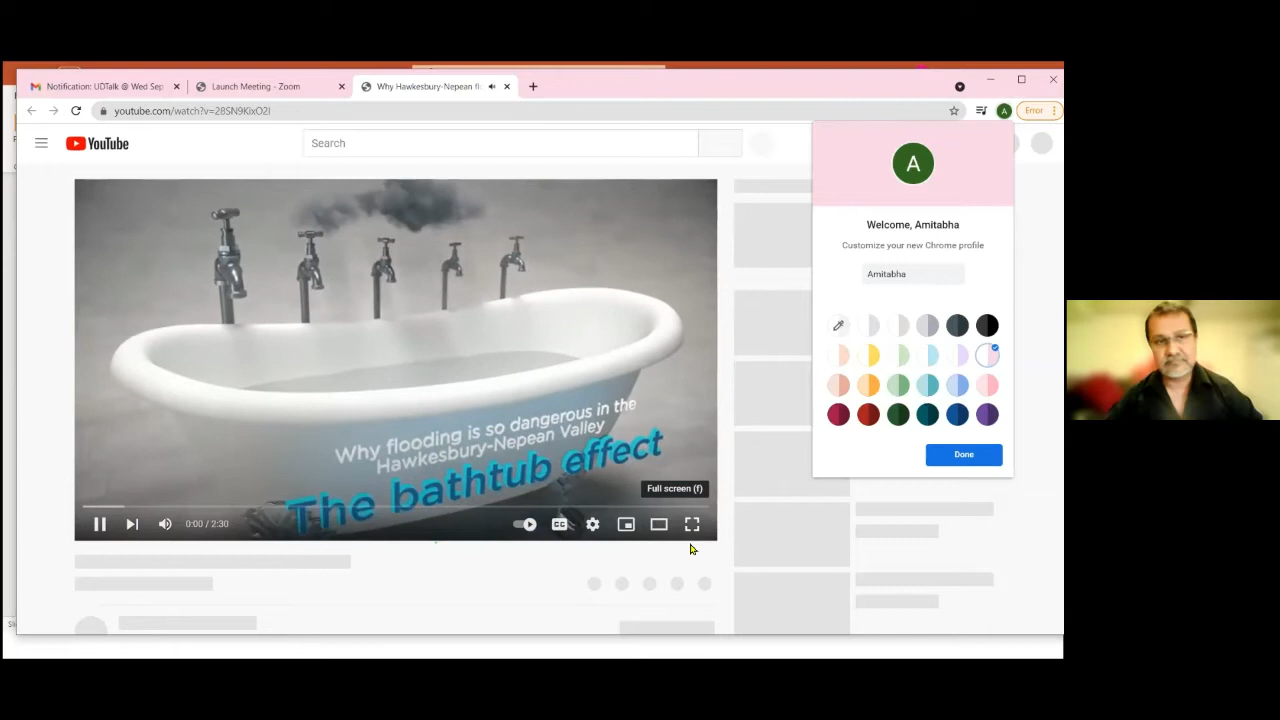 Notification: UDTalk @ Wed Sep
Launch Meeting - Zoom
Why Hawkesbury-Nepean fl
youtube.com/watch?v=28SN9KixO2I
A
Error
YouTube
Search
A
Welcome, Amitabha
Customize your new Chrome profile
Amitabha
Done
Why flooding is so dangerous in the
Hawkesbury-Nepean Valley
The bathtub effect
Full screen (f)
0:00 / 2:30
CC